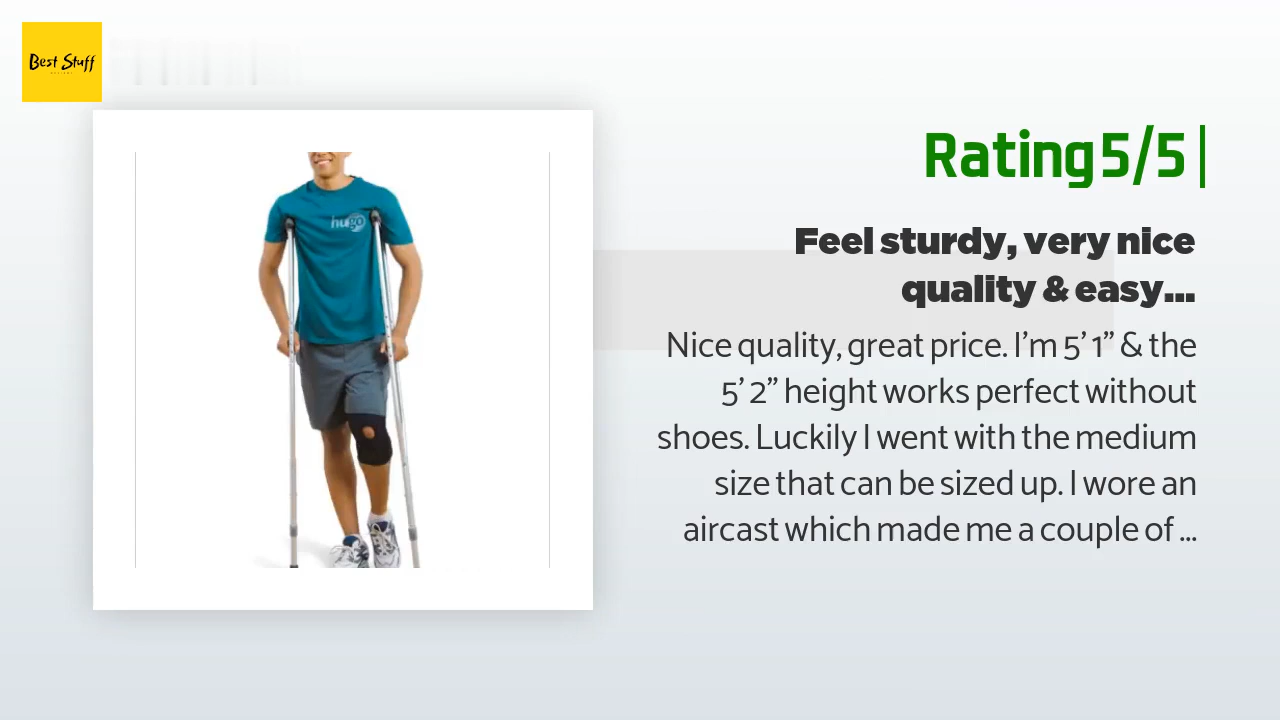 Best Stuff
hugo
Rating 5/5
Feel sturdy, very nice
quality & easy...
Nice quality, great price. I’m 5’ 1” & the
5’ 2” height works perfect without
shoes. Luckily I went with the medium
size that can be sized up. I wore an
aircast which made me a couple of ...